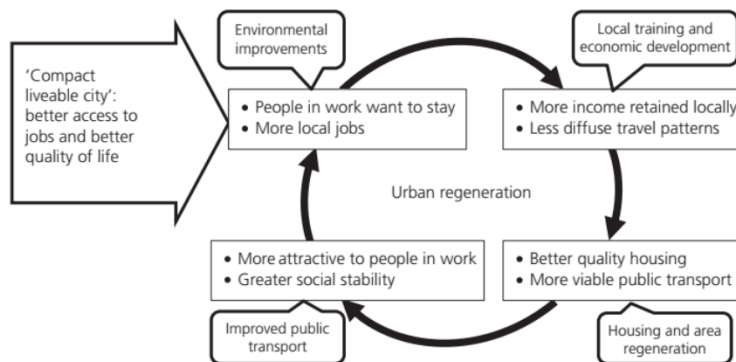 Environmental
improvements
Local training and
economic development
‘Compact
liveable city’:
better access to
jobs and better
quality of life
• People in work want to stay
• More local jobs
• More income retained locally
• Less diffuse travel patterns
Urban regeneration
• More attractive to people in work
• Greater social stability
• Better quality housing
• More viable public transport
Improved public
transport
Housing and area
regeneration